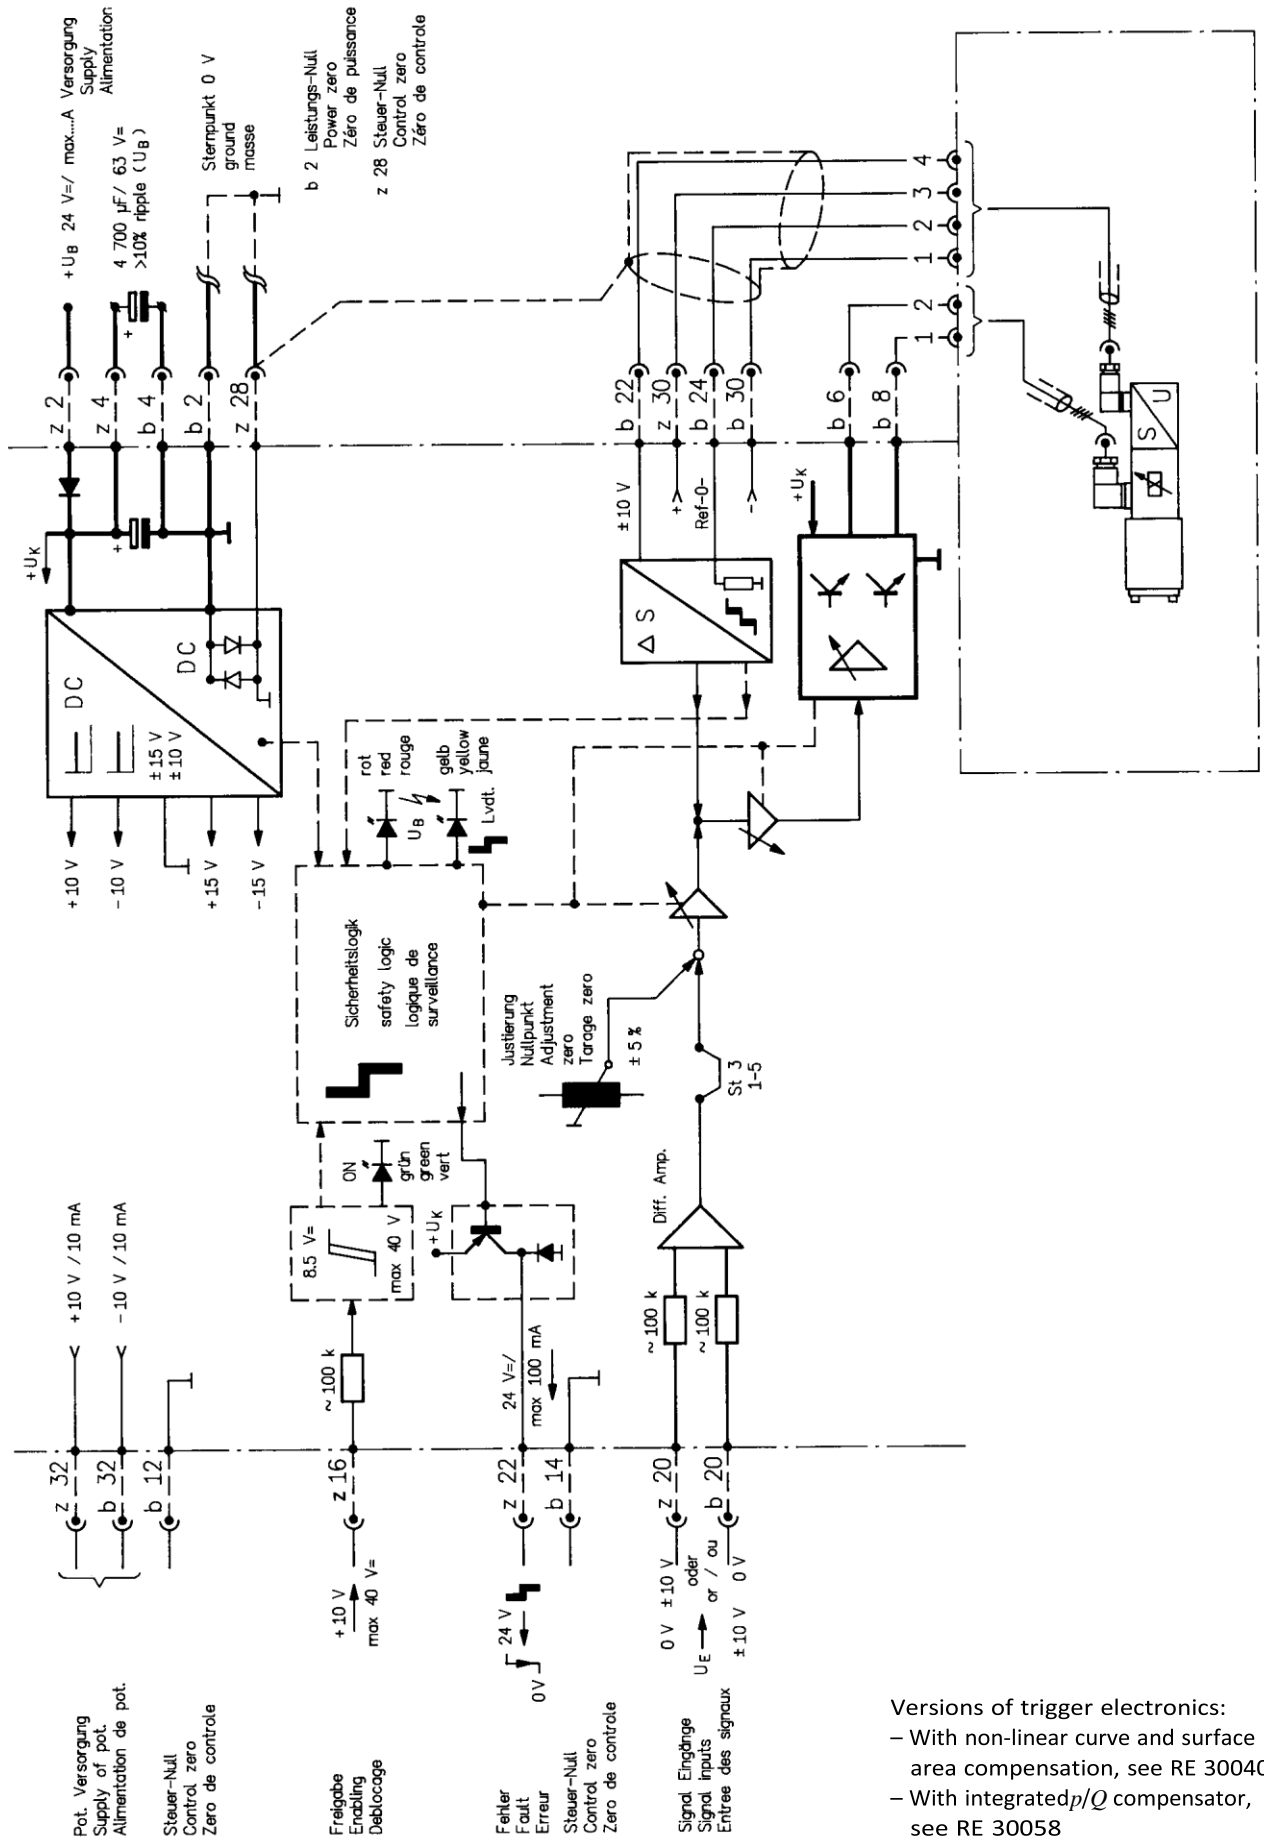 +U_B 24 V=/ max...A Versorgung
Supply
Alimentation
4 700 µF/ 63 V=
>10% ripple (U_B)
Sternpunkt 0 V
ground
masse
b 2 Leistungs-Null
Power zero
Zéro de puissance
z 28 Steuer-Null
Control zero
Zéro de controle
z 2
z 4
b 4
b 2
z 28
b 22
z 30
b 24
b 30
b 6
b 8
1
2
1
2
3
4
+U_K
+
+
DC
DC
±15 V
±10 V
+10 V
-10 V
+15 V
-15 V
±10 V
+>
Ref-0-
->
+U_K
Δ S
S
U
rot
red
rouge
U_B
gelb
yellow
jaune
Lvdt.
Sicherheitslogik
safety logic
logique de
surveillance
Justierung
Nullpunkt
Adjustment
zero
Tarage zero
±5%
St 3
1-5
Diff. Amp.
~100 k
~100 k
8.5 V=
max 40 V
ON
grün
green
vert
+U_K
~100 k
24 V=/
max 100 mA
+10 V/10 mA
-10 V/10 mA
z 32
b 32
b 12
z 16
z 22
b 14
z 20
b 20
+10 V
max 40 V=
24 V
0V
0 V ±10 V
oder
U_E or / ou
±10 V 0 V
Pot. Versorgung
Supply of pot.
Alimentation de pot.
Steuer-Null
Control zero
Zero de controle
Freigabe
Enabling
Deblocage
Fehler
Fault
Erreur
Steuer-Null
Control zero
Zero de controle
Signal Eingänge
Signal inputs
Entree des signaux
Versions of trigger electronics:
– With non-linear curve and surface
area compensation, see RE 30040
– With integrated p/Q compensator,
see RE 30058